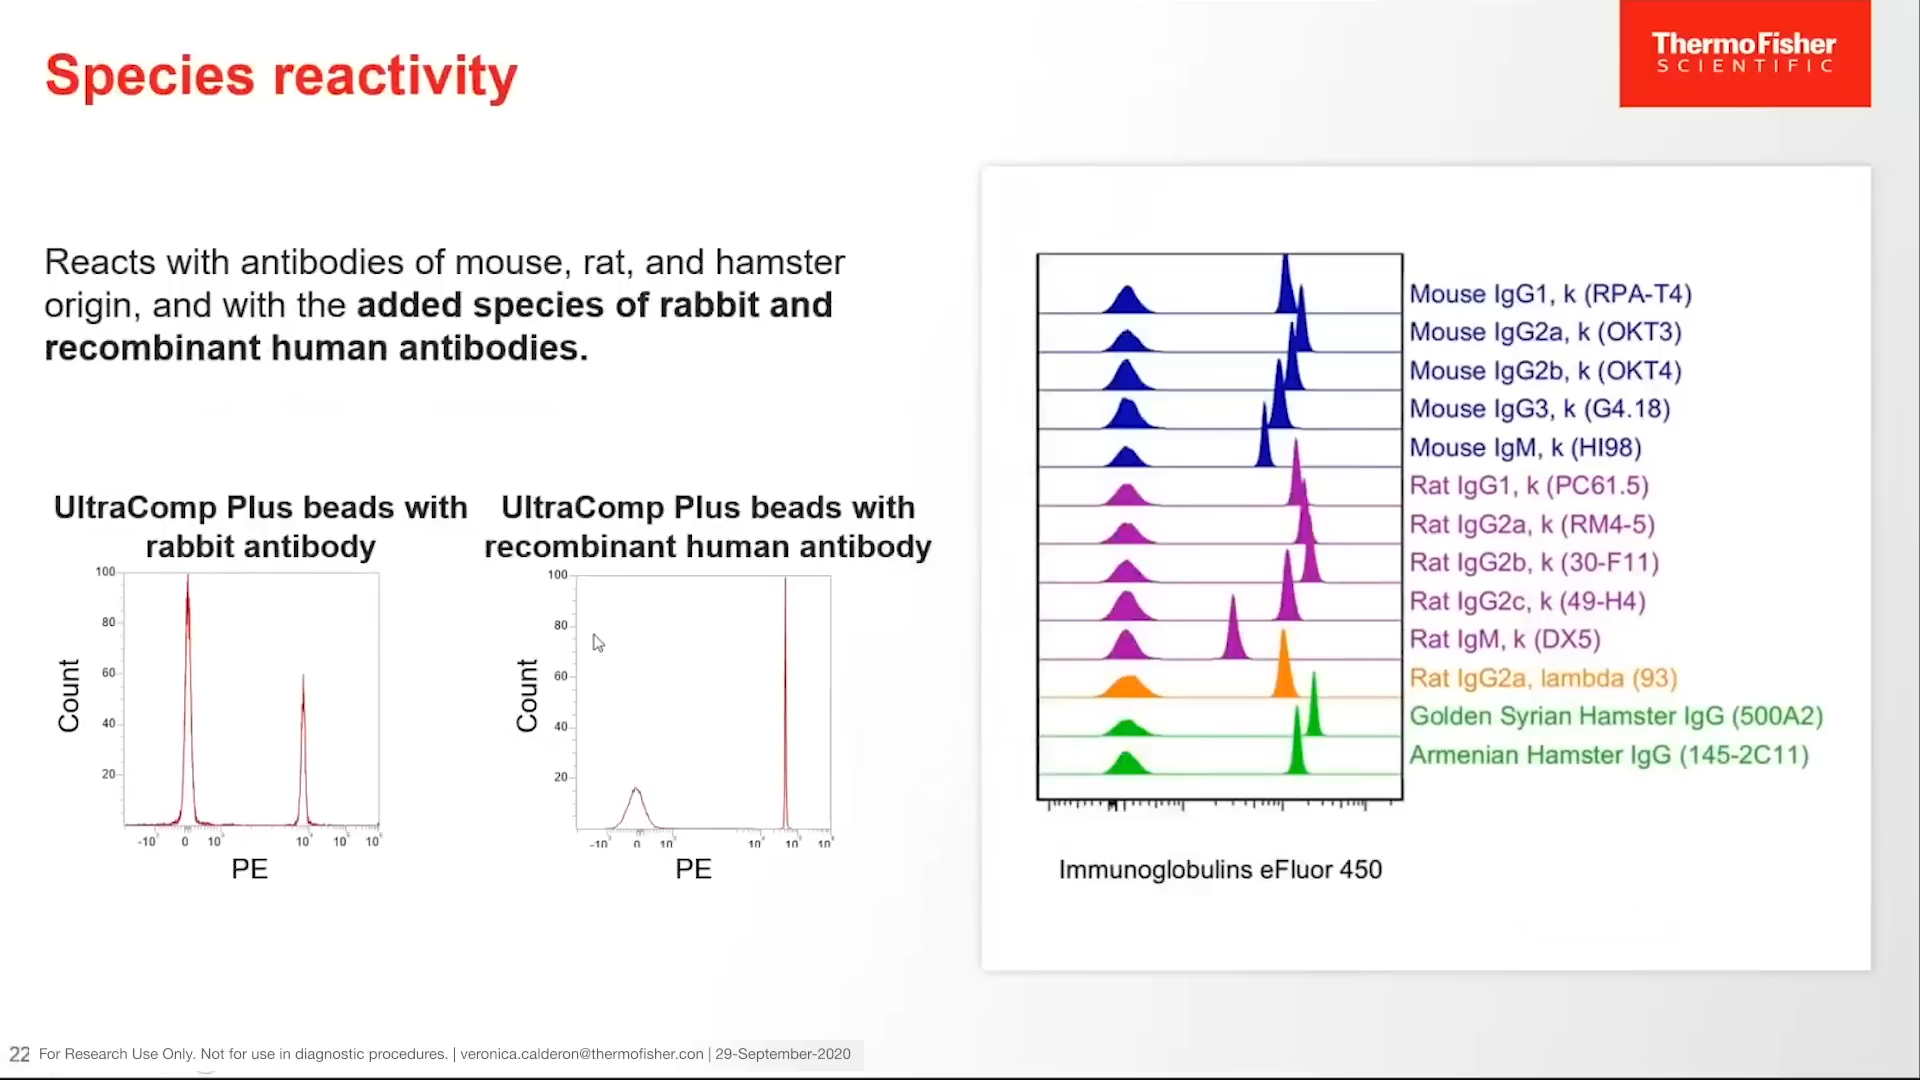 Species reactivity
ThermoFisher
SCIENTIFIC
Reacts with antibodies of mouse, rat, and hamster
origin, and with the added species of rabbit and
recombinant human antibodies.
UltraComp Plus beads with
rabbit antibody
100
80
60
40
20
Count
-10³ 0 10³ 10⁴ 10⁵
PE
UltraComp Plus beads with
recombinant human antibody
100
80
60
40
20
Count
0 10⁴
PE
Mouse IgG1, k (RPA-T4)
Mouse IgG2a, k (OKT3)
Mouse IgG2b, k (OKT4)
Mouse IgG3, k (G4.18)
Mouse IgM, k (HI98)
Rat IgG1, k (PC61.5)
Rat IgG2a, k (RM4-5)
Rat IgG2b, k (30-F11)
Rat IgG2c, k (49-H4)
Rat IgM, k (DX5)
Rat IgG2a, lambda (93)
Golden Syrian Hamster IgG (500A2)
Armenian Hamster IgG (145-2C11)
Immunoglobulins eFluor 450
22 For Research Use Only. Not for use in diagnostic procedures. | veronica.calderon@thermofisher.con | 29-September-2020